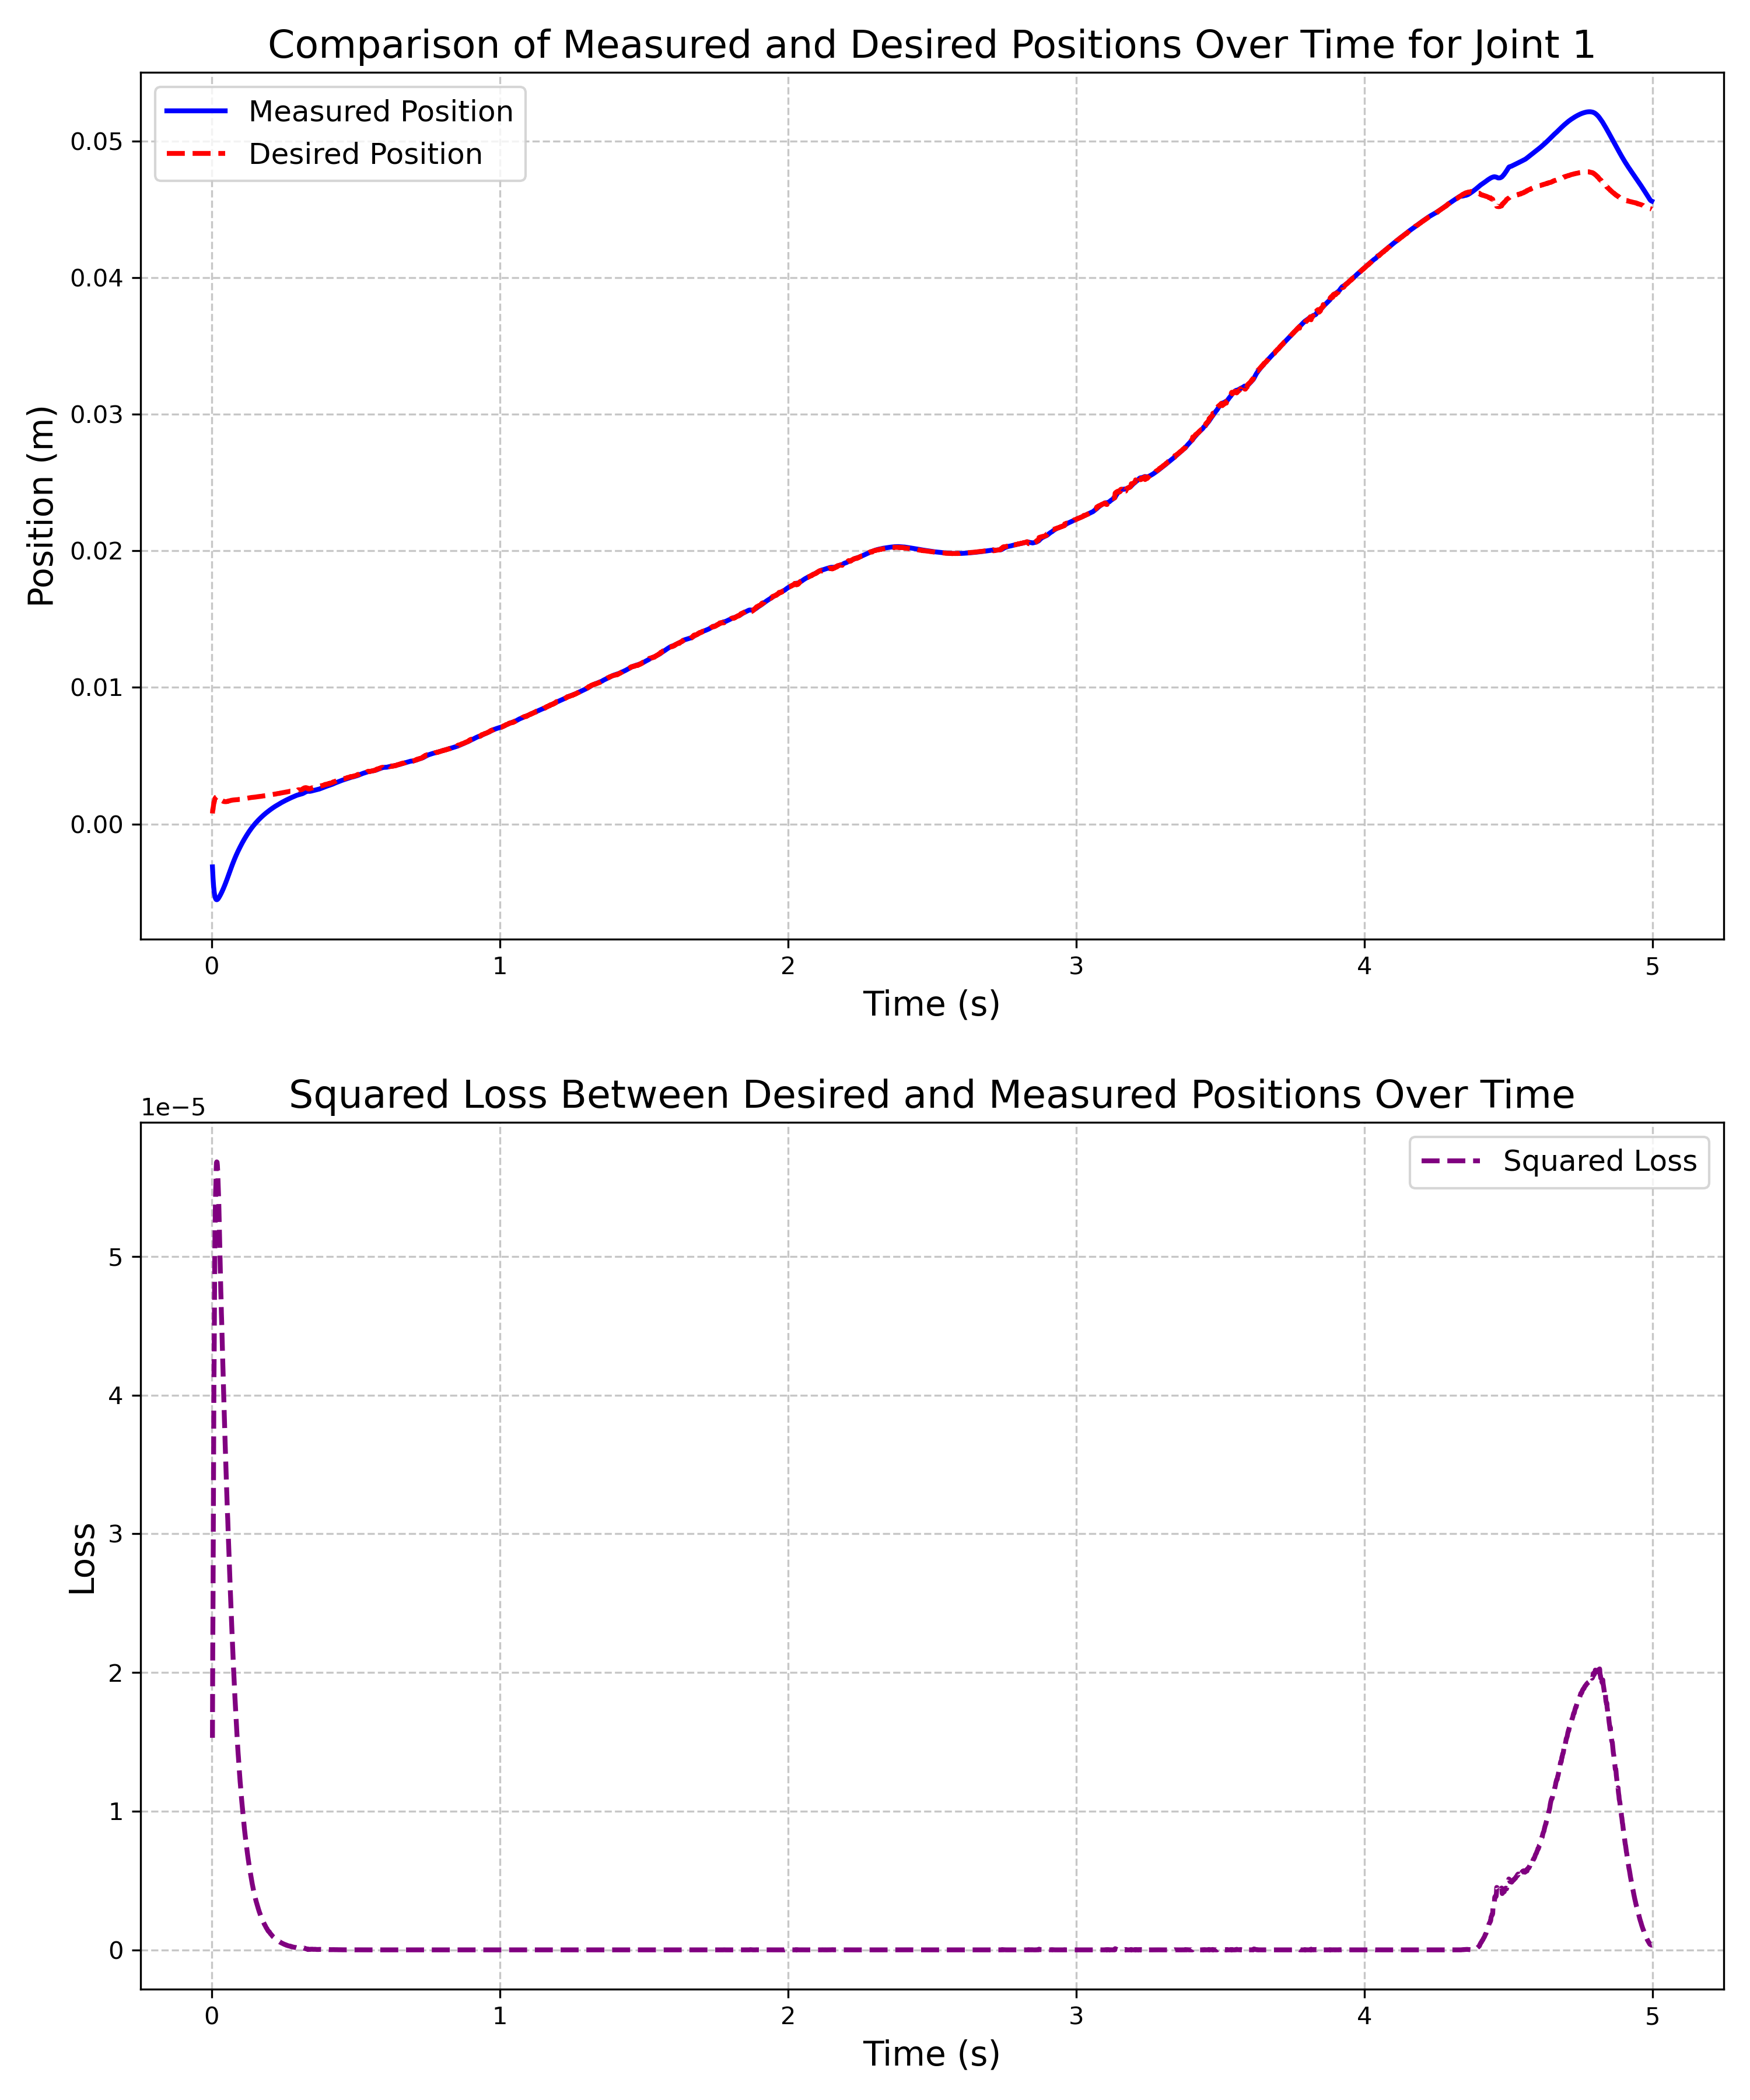 Comparison of Measured and Desired Positions Over Time for Joint 1
Measured Position
Desired Position
Position (m)
0.05
0.04
0.03
0.02
0.01
0.00
0 1 2 3 4 5
Time (s)
Squared Loss Between Desired and Measured Positions Over Time
1e−5
Squared Loss
Loss
5
4
3
2
1
0
0 1 2 3 4 5
Time (s)